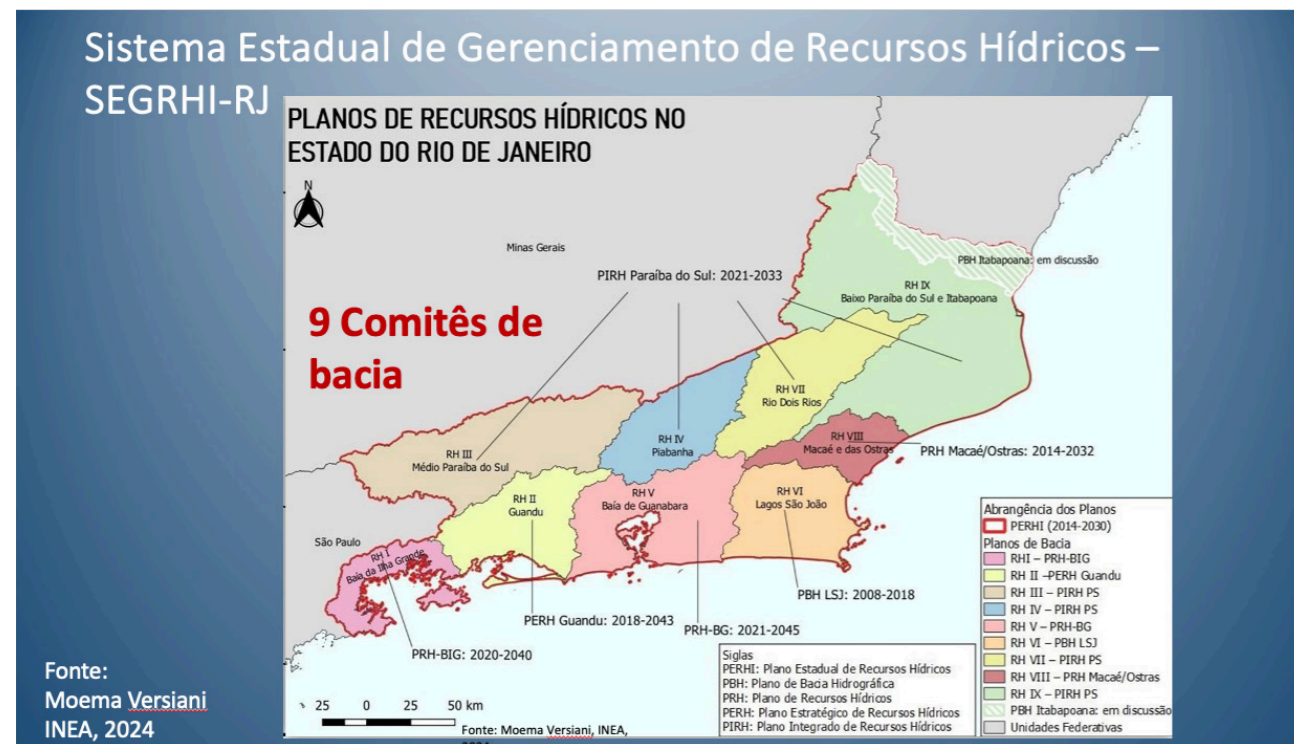 Sistema Estadual de Gerenciamento de Recursos Hídricos –
SEGRHI-RJ
PLANOS DE RECURSOS HÍDRICOS NO
ESTADO DO RIO DE JANEIRO
N
Minas Gerais
PBH Itabapoana: em discussão
PIRH Paraíba do Sul: 2021-2033
RH IX
Baixo Paraíba do Sul e Itabapoana
9 Comitês de
bacia
RH VII
Rio Dois Rios
RH IV
Piabanha
RH VIII
Macaé e das Ostras
PRH Macaé/Ostras: 2014-2032
RH III
Médio Paraíba do Sul
RH II
Guandu
RH V
Baía de Guanabara
RH VI
Lagos São João
São Paulo
RH I
Baía da Ilha Grande
PBH LSJ: 2008-2018
PERH Guandu: 2018-2043
PRH-BG: 2021-2045
PRH-BIG: 2020-2040
Abrangência dos Planos
PERHI (2014-2030)
Planos de Bacia
RHI – PRH-BIG
RH II –PERH Guandu
RH III – PIRH PS
RH IV – PIRH PS
RH V – PRH-BG
RH VI – PBH LSJ
RH VII – PIRH PS
RH VIII – PRH Macaé/Ostras
RH IX – PIRH PS
PBH Itabapoana: em discussão
Unidades Federativas
Siglas
PERHI: Plano Estadual de Recursos Hídricos
PBH: Plano de Bacia Hidrográfica
PRH: Plano de Recursos Hídricos
PERH: Plano Estratégico de Recursos Hídricos
PIRH: Plano Integrado de Recursos Hídricos
25 0 25 50 km
Fonte: Moema Versiani, INEA,
Fonte:
Moema Versiani
INEA, 2024